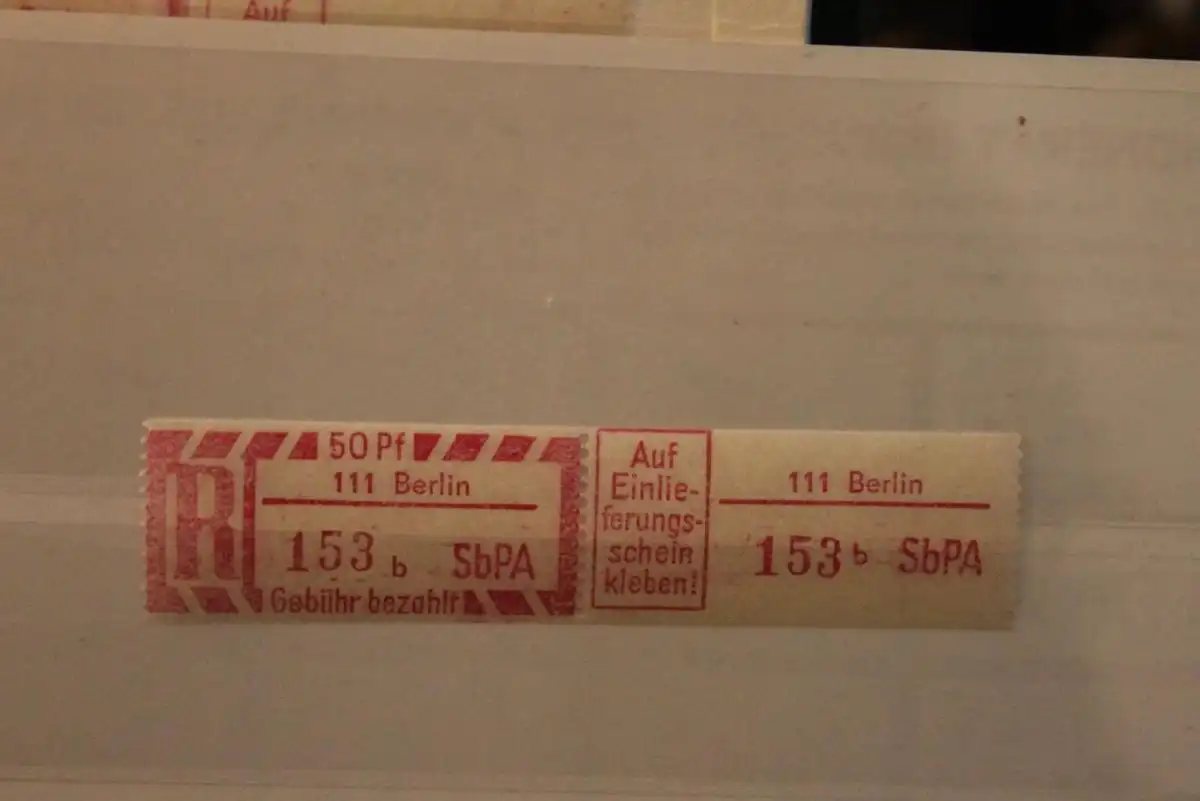 Auf
50 Pf
R
111 Berlin
153 b SbPA
Gebühr bezahlt
Auf
Einlie-
ferungs-
schein
kleben!
111 Berlin
153 b SbPA